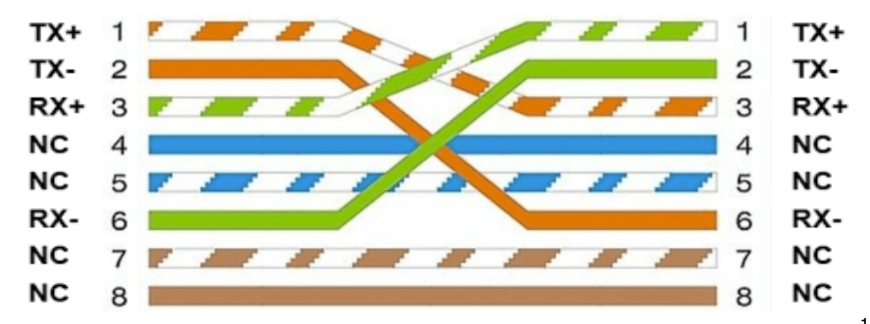 TX+ 1 1 TX+
TX- 2 2 TX-
RX+ 3 3 RX+
NC 4 4 NC
NC 5 5 NC
RX- 6 6 RX-
NC 7 7 NC
NC 8 8 NC
1